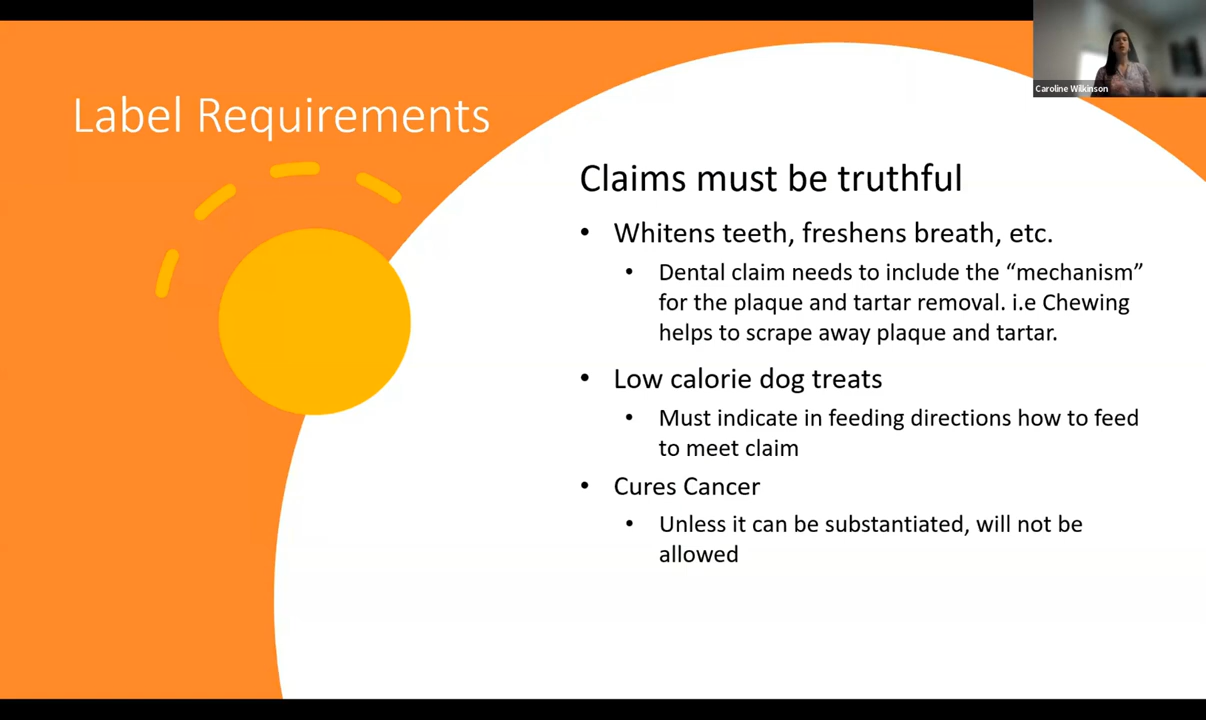 Caroline Wilkinson
Label Requirements
Claims must be truthful
• Whitens teeth, freshens breath, etc.
• Dental claim needs to include the “mechanism”
for the plaque and tartar removal. i.e Chewing
helps to scrape away plaque and tartar.
• Low calorie dog treats
• Must indicate in feeding directions how to feed
to meet claim
• Cures Cancer
• Unless it can be substantiated, will not be
allowed